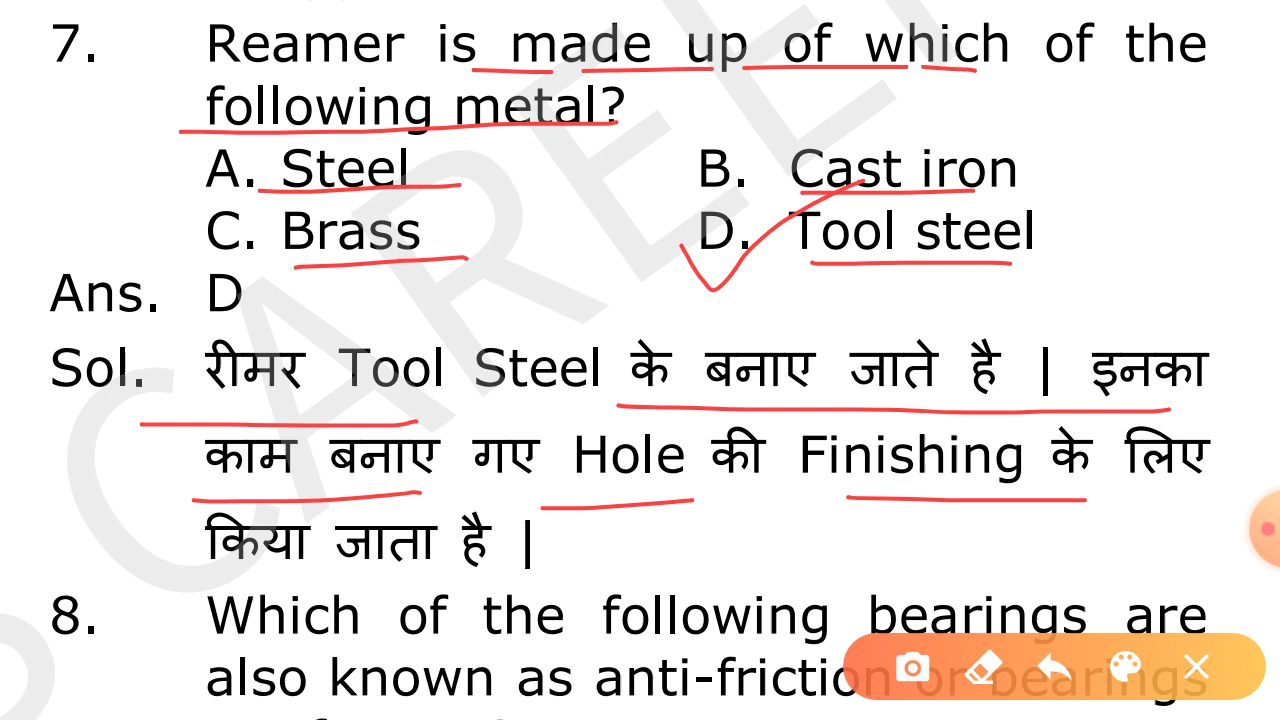 7. Reamer is made up of which of the
following metal?
A. Steel B. Cast iron
C. Brass D. Tool steel
Ans. D
Sol. रीमर Tool Steel के बनाए जाते है | इनका
काम बनाए गए Hole की Finishing के लिए
किया जाता है |
8. Which of the following bearings are
also known as anti-friction or bearings
CAREE